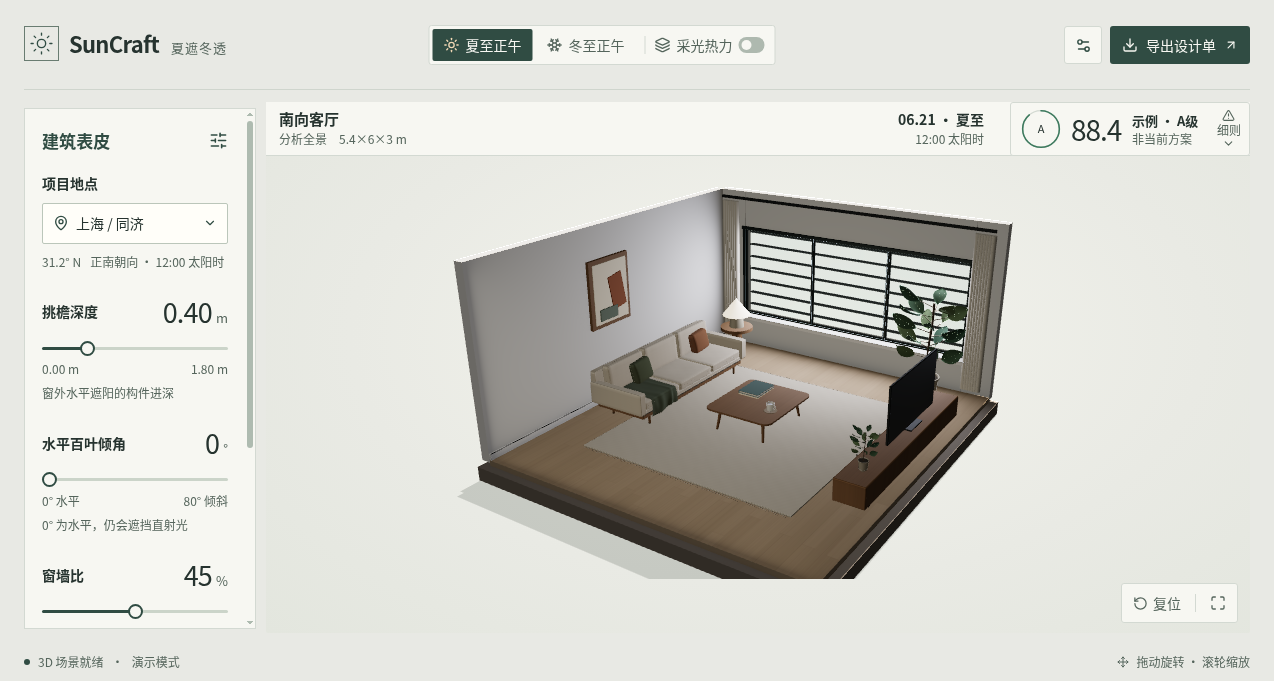 SunCraft 夏遮冬透
夏至正午 冬至正午 采光热力
导出设计单
建筑表皮
项目地点
上海 / 同济
31.2° N 正南朝向 · 12:00 太阳时
挑檐深度 0.40 m
0.00 m 1.80 m
窗外水平遮阳的构件进深
水平百叶倾角 0 °
0° 水平 80° 倾斜
0° 为水平，仍会遮挡直射光
窗墙比 45 %
南向客厅
分析全景 5.4×6×3 m
06.21 · 夏至
12:00 太阳时
A 88.4 示例 · A级
非当前方案
细则
复位
3D 场景就绪 · 演示模式
拖动旋转 · 滚轮缩放